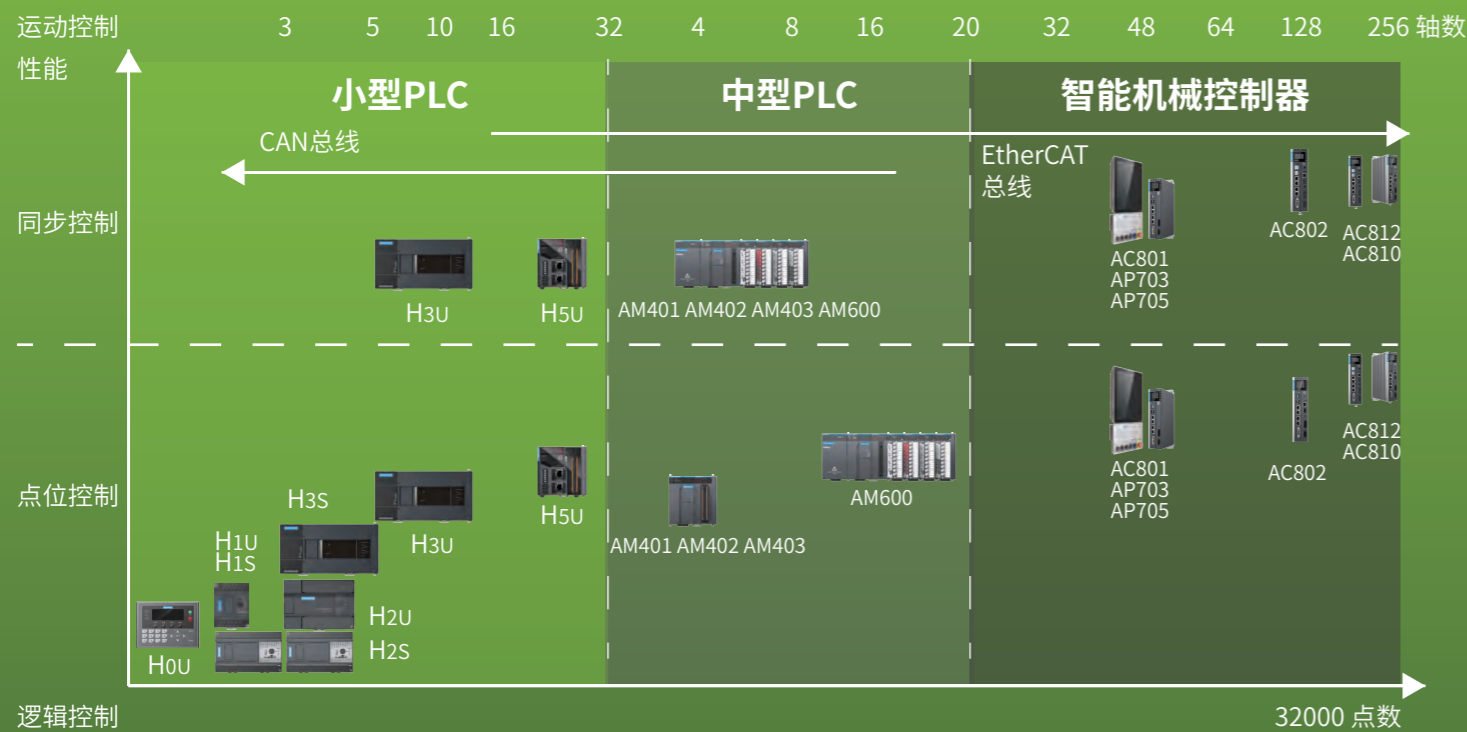 运动控制 3 5 10 16 32 4 8 16 20 32 48 64 128 256 轴数
性能
小型PLC 中型PLC 智能机械控制器
CAN总线
EtherCAT
总线
同步控制
H3U
H5U
AM401 AM402 AM403 AM600
AC801
AP703
AP705
AC802
AC812
AC810
点位控制
H0U
H1U
H1S
H3S
H2U
H2S
H3U
H5U
AM401 AM402 AM403
AM600
AC801
AP703
AP705
AC802
AC812
AC810
逻辑控制
32000 点数